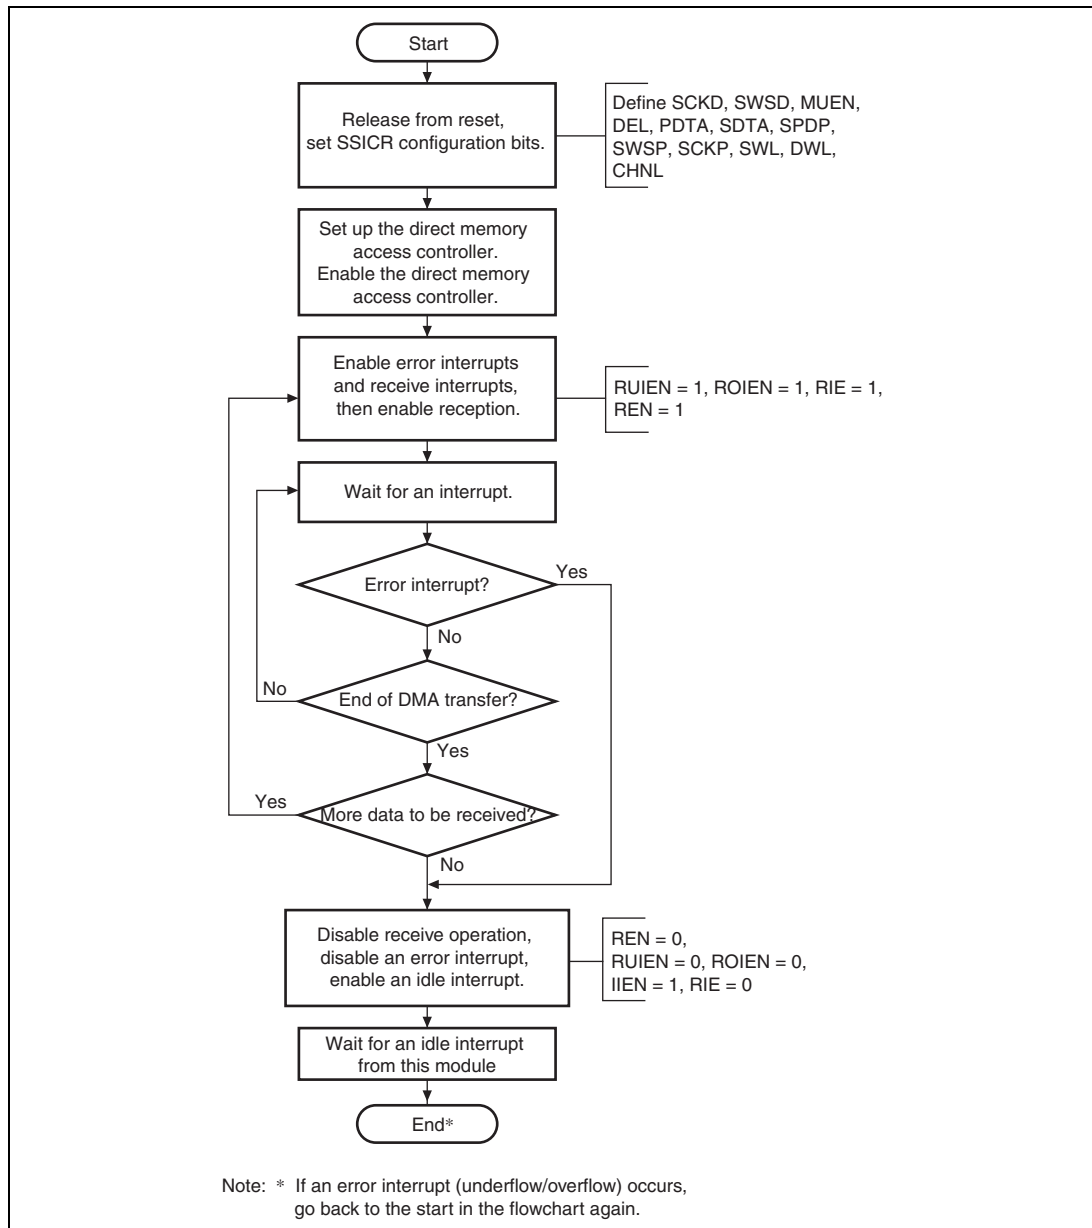 Start
Release from reset,
set SSICR configuration bits.
Define SCKD, SWSD, MUEN,
DEL, PDTA, SDTA, SPDP,
SWSP, SCKP, SWL, DWL,
CHNL
Set up the direct memory
access controller.
Enable the direct memory
access controller.
Enable error interrupts
and receive interrupts,
then enable reception.
RUIEN = 1, ROIEN = 1, RIE = 1,
REN = 1
Wait for an interrupt.
Error interrupt?
Yes
No
End of DMA transfer?
No
Yes
More data to be received?
Yes
No
Disable receive operation,
disable an error interrupt,
enable an idle interrupt.
REN = 0,
RUIEN = 0, ROIEN = 0,
IIEN = 1, RIE = 0
Wait for an idle interrupt
from this module
End*
Note: * If an error interrupt (underflow/overflow) occurs,
go back to the start in the flowchart again.